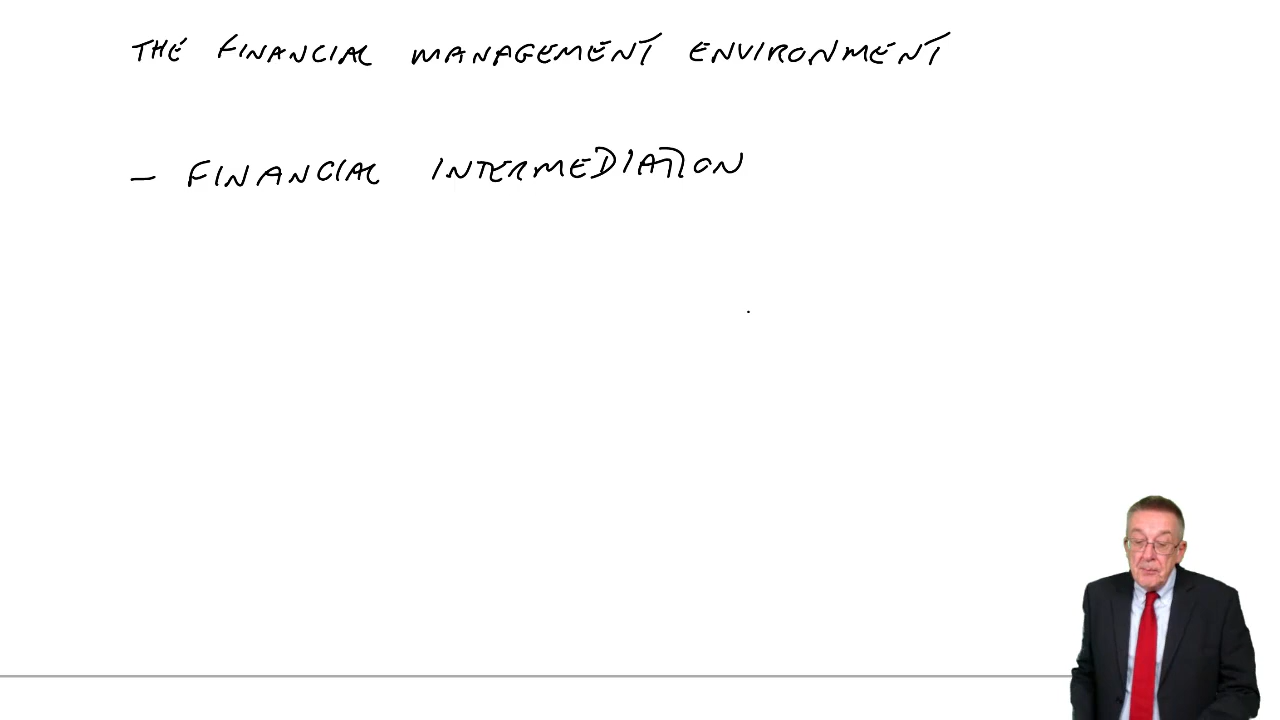 THE FINANCIAL MANAGEMENT ENVIRONMENT
– FINANCIAL INTERMEDIATION